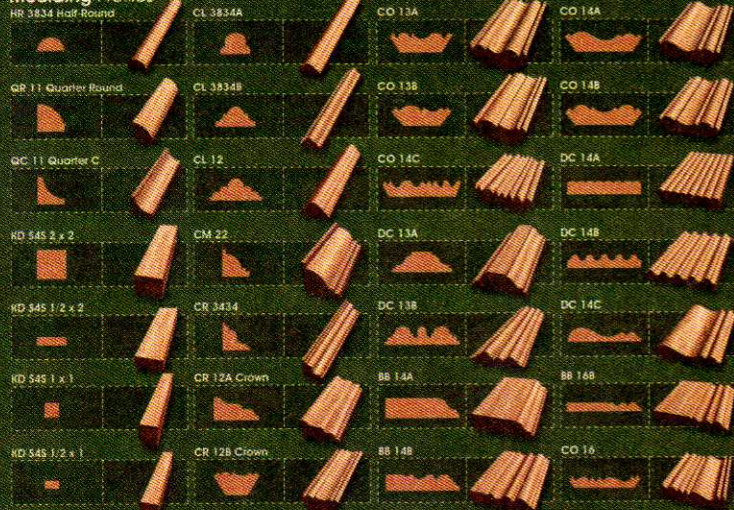 Moulding Profiles
HR 3834 Half-Round
CL 3834A
CO 13A
CO 14A
QR 11 Quarter Round
CL 3834B
CO 13B
CO 14B
QC 11 Quarter C
CL 12
CO 14C
DC 14A
KD S4S 2 x 2
CM 22
DC 13A
DC 14B
KD S4S 1/2 x 2
CR 3434
DC 13B
DC 14C
KD S4S 1 x 1
CR 12A Crown
BB 14A
BB 16B
KD S4S 1/2 x 1
CR 12B Crown
BB 14B
CO 16